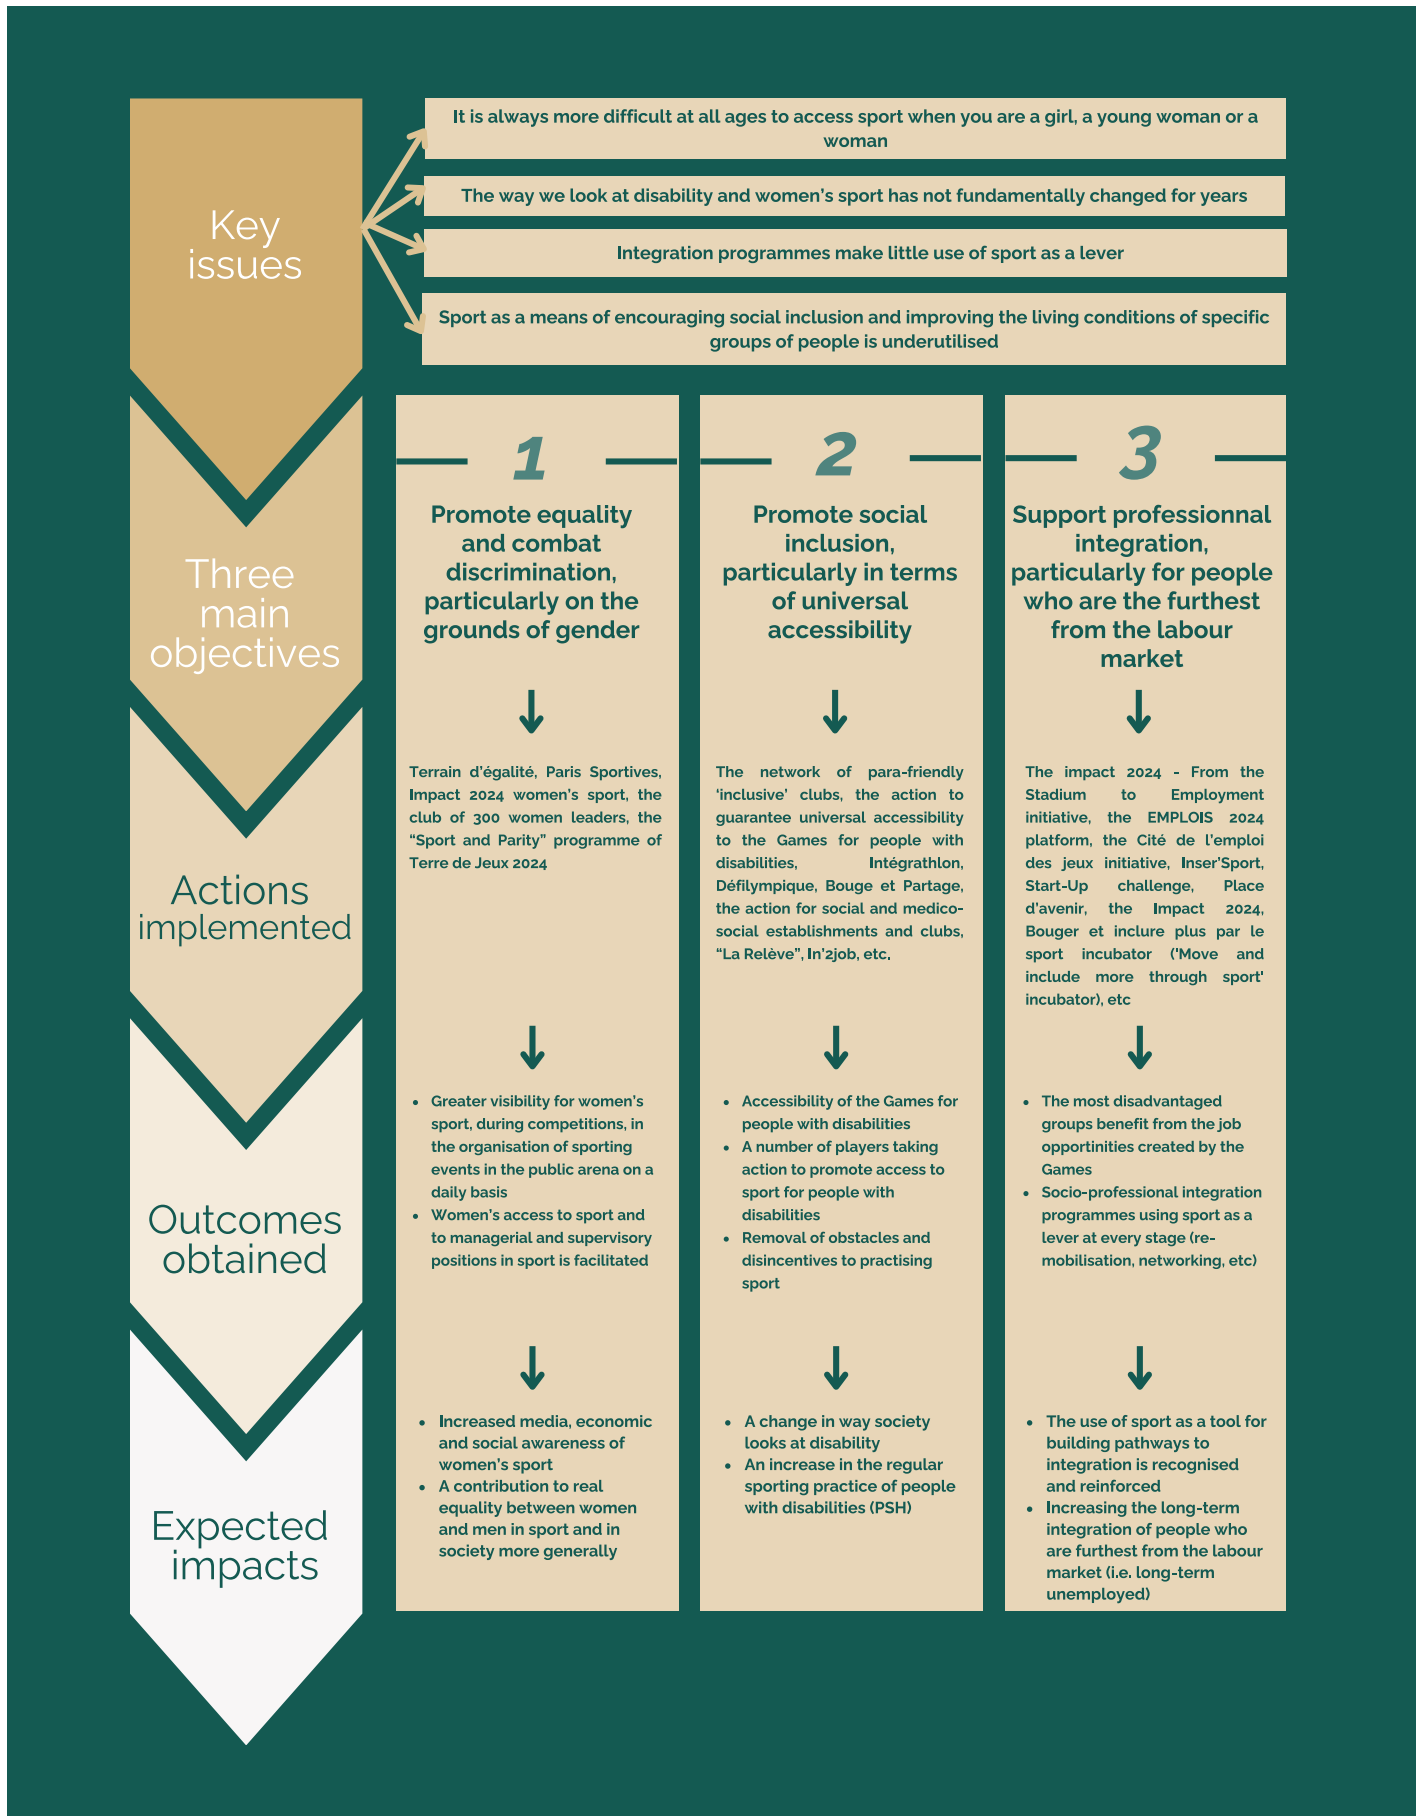 Key
issues
It is always more difficult at all ages to access sport when you are a girl, a young woman or a
woman
The way we look at disability and women's sport has not fundamentally changed for years
Integration programmes make little use of sport as a lever
Sport as a means of encouraging social inclusion and improving the living conditions of specific
groups of people is underutilised
Three
main
objectives
1
Promote equality
and combat
discrimination,
particularly on the
grounds of gender
2
Promote social
inclusion,
particularly in terms
of universal
accessibility
3
Support professionnal
integration,
particularly for people
who are the furthest
from the labour
market
Actions
implemented
Terrain d'égalité, Paris Sportives,
Impact 2024 women's sport, the
club of 300 women leaders, the
“Sport and Parity” programme of
Terre de Jeux 2024
The network of para-friendly
‘inclusive’ clubs, the action to
guarantee universal accessibility
to the Games for people with
disabilities, Intégrathlon,
Défilympique, Bouge et Partage,
the action for social and medico-
social establishments and clubs,
“La Relève”, In'2job, etc.
The impact 2024 - From the
Stadium to Employment
initiative, the EMPLOIS 2024
platform, the Cité de l'emploi
des jeux initiative, Inser'Sport,
Start-Up challenge, Place
d'avenir, the Impact 2024,
Bouger et inclure plus par le
sport incubator ('Move and
include more through sport'
incubator), etc
Outcomes
obtained
• Greater visibility for women's
sport, during competitions, in
the organisation of sporting
events in the public arena on a
daily basis
• Women's access to sport and
to managerial and supervisory
positions in sport is facilitated
• Accessibility of the Games for
people with disabilities
• A number of players taking
action to promote access to
sport for people with
disabilities
• Removal of obstacles and
disincentives to practising
sport
• The most disadvantaged
groups benefit from the job
opportinities created by the
Games
• Socio-professional integration
programmes using sport as a
lever at every stage (re-
mobilisation, networking, etc)
Expected
impacts
• Increased media, economic
and social awareness of
women's sport
• A contribution to real
equality between women
and men in sport and in
society more generally
• A change in way society
looks at disability
• An increase in the regular
sporting practice of people
with disabilities (PSH)
• The use of sport as a tool for
building pathways to
integration is recognised
and reinforced
• Increasing the long-term
integration of people who
are furthest from the labour
market (i.e. long-term
unemployed)